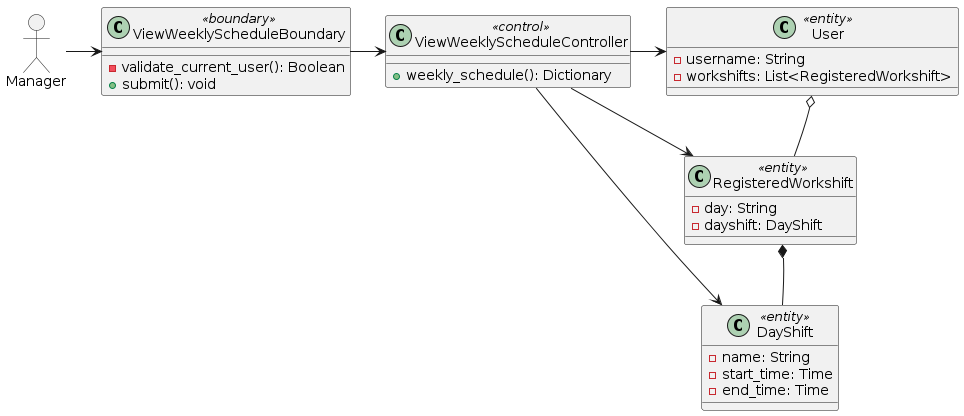 Manager
C
«boundary»
ViewWeeklyScheduleBoundary
validate_current_user(): Boolean
submit(): void
C
«control»
ViewWeeklyScheduleController
weekly_schedule(): Dictionary
C
«entity»
User
username: String
workshifts: List<RegisteredWorkshift>
C
«entity»
RegisteredWorkshift
day: String
dayshift: DayShift
C
«entity»
DayShift
name: String
start_time: Time
end_time: Time